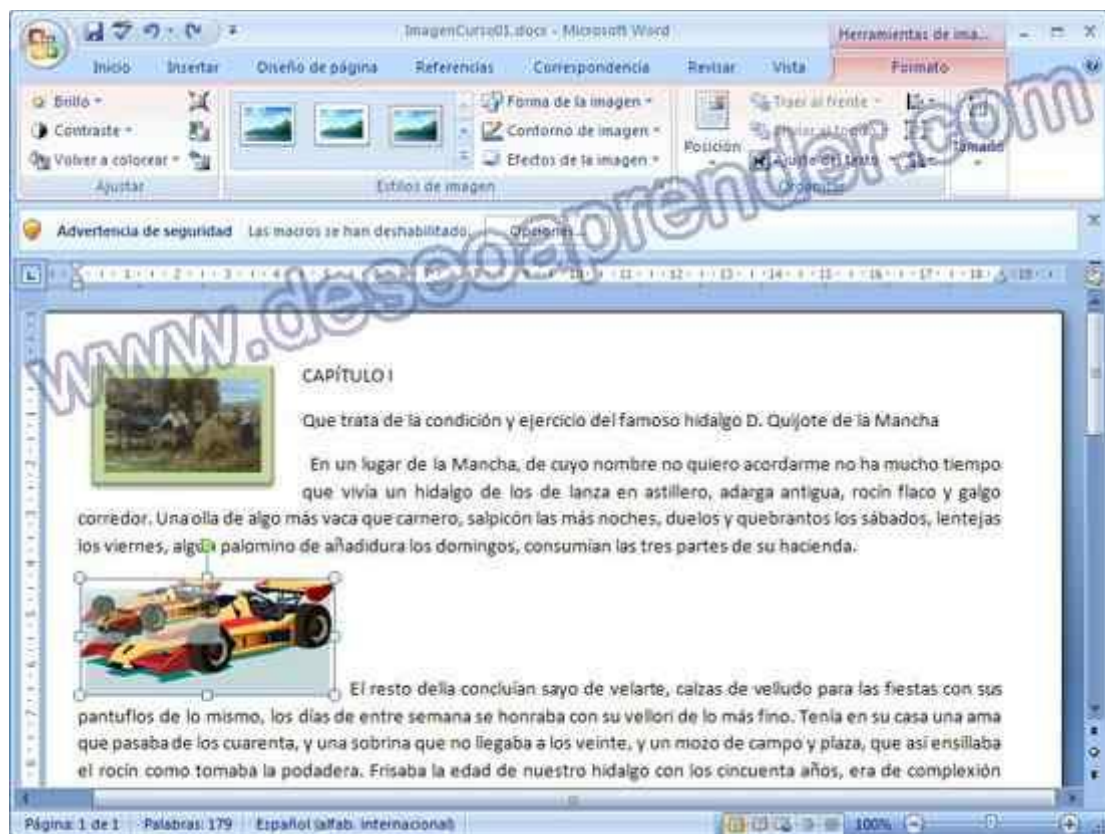 ImagenCurso01.docx - Microsoft Word
Herramientas de ima...
Inicio Insertar Diseño de página Referencias Correspondencia Revisar Vista Formato
Brillo
Contraste
Volver a colocar
Ajustar
Estilos de imagen
Forma de la imagen
Contorno de imagen
Efectos de la imagen
Posición
Traer al frente
Enviar al fondo
Ajuste del texto
Organizar
Tamaño
Advertencia de seguridad Las macros se han deshabilitado. Opciones...
www.deseoaprender.com
CAPÍTULO I
Que trata de la condición y ejercicio del famoso hidalgo D. Quijote de la Mancha
En un lugar de la Mancha, de cuyo nombre no quiero acordarme no ha mucho tiempo
que vivía un hidalgo de los de lanza en astillero, adarga antigua, rocín flaco y galgo
corredor. Una olla de algo más vaca que carnero, salpicón las más noches, duelos y quebrantos los sábados, lentejas
los viernes, algún palomino de añadidura los domingos, consumían las tres partes de su hacienda.
El resto della concluían sayo de velarte, calzas de velludo para las fiestas con sus
pantuflos de lo mismo, los días de entre semana se honraba con su vellori de lo más fino. Tenía en su casa una ama
que pasaba de los cuarenta, y una sobrina que no llegaba a los veinte, y un mozo de campo y plaza, que así ensillaba
el rocín como tomaba la podadera. Frisaba la edad de nuestro hidalgo con los cincuenta años, era de complexión
Página: 1 de 1 Palabras: 179 Español (alfab. internacional) 100%